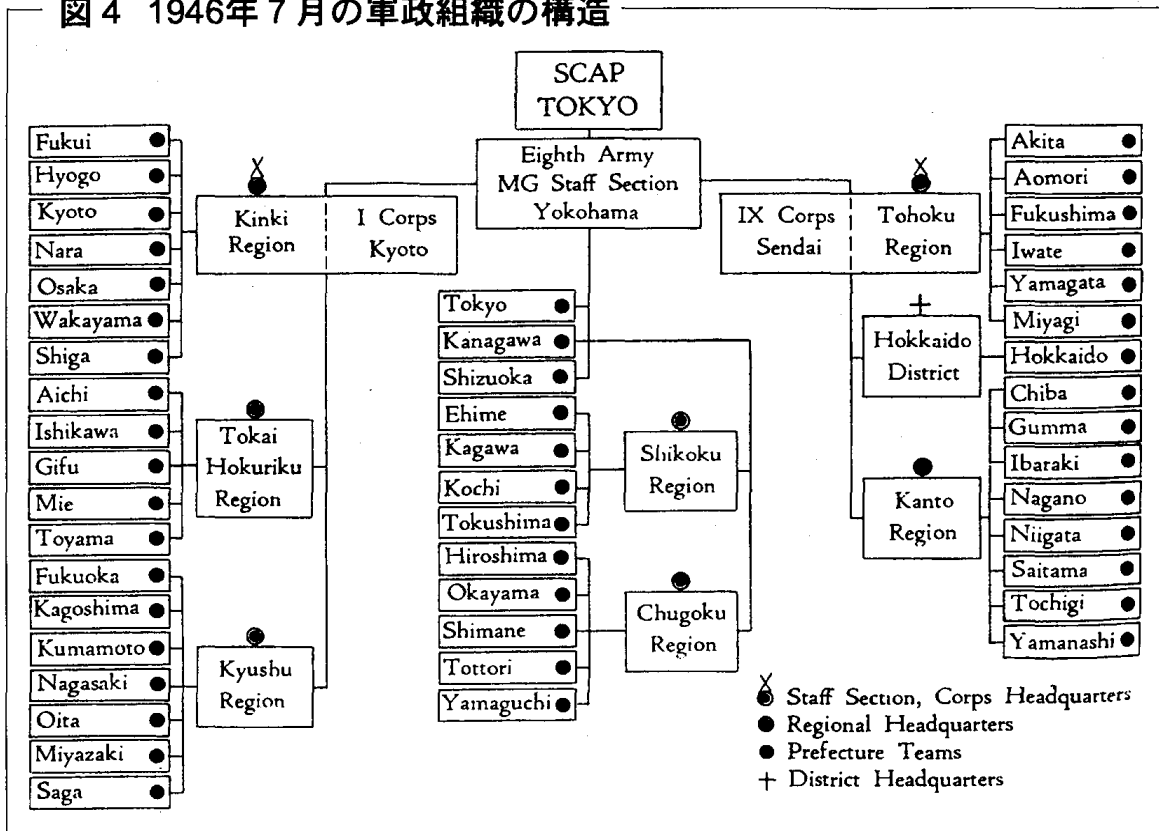 図4 1946年7月の軍政組織の構造
SCAP
TOKYO
Eighth Army
MG Staff Section
Yokohama
Fukui
Hyogo
Kyoto
Nara
Osaka
Wakayama
Shiga
Kinki
Region
I Corps
Kyoto
Aichi
Ishikawa
Gifu
Mie
Toyama
Tokai
Hokuriku
Region
Fukuoka
Kagoshima
Kumamoto
Nagasaki
Oita
Miyazaki
Saga
Kyushu
Region
Tokyo
Kanagawa
Shizuoka
Ehime
Kagawa
Kochi
Tokushima
Shikoku
Region
Hiroshima
Okayama
Shimane
Tottori
Yamaguchi
Chugoku
Region
IX Corps
Sendai
Tohoku
Region
Akita
Aomori
Fukushima
Iwate
Yamagata
Miyagi
Hokkaido
District
Hokkaido
Kanto
Region
Chiba
Gumma
Ibaraki
Nagano
Niigata
Saitama
Tochigi
Yamanashi
Staff Section, Corps Headquarters
Regional Headquarters
Prefecture Teams
District Headquarters